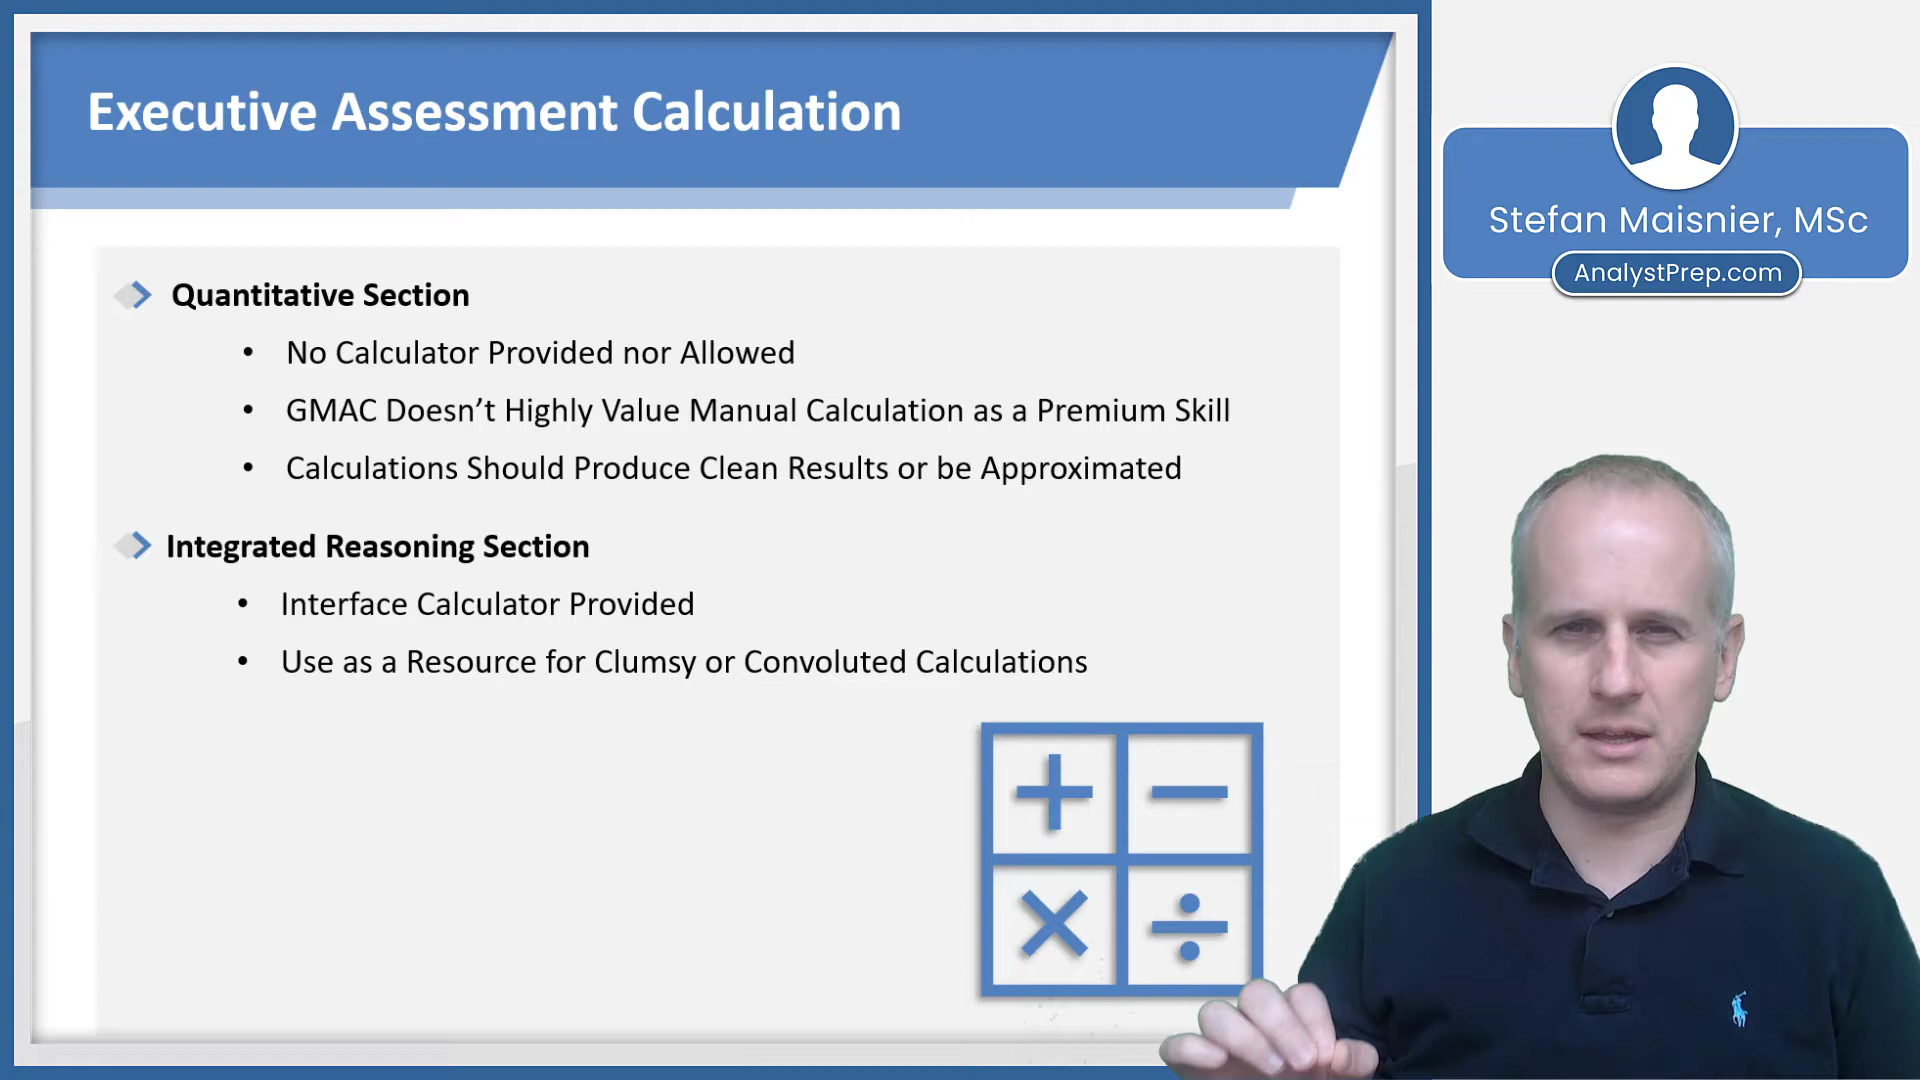 Executive Assessment Calculation
Quantitative Section
• No Calculator Provided nor Allowed
• GMAC Doesn’t Highly Value Manual Calculation as a Premium Skill
• Calculations Should Produce Clean Results or be Approximated
Integrated Reasoning Section
• Interface Calculator Provided
• Use as a Resource for Clumsy or Convoluted Calculations
+ −
× ÷
Stefan Maisnier, MSc
AnalystPrep.com